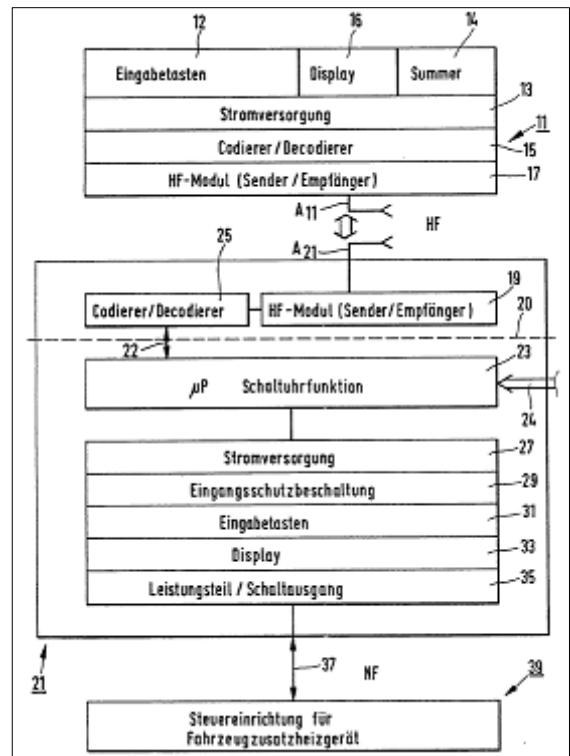 12 16 14
Eingabetasten Display Summer
13
Stromversorgung
11
Codierer/Decodierer
15
HF-Modul (Sender/Empfänger)
17
A11
HF
A21
25
19
Codierer/Decodierer HF-Modul (Sender/Empfänger)
20
22
23
µP Schaltuhrfunktion
24
27
Stromversorgung
29
Eingangsschutzbeschaltung
31
Eingabetasten
33
Display
35
Leistungsteil / Schaltausgang
21
37 NF
39
Steuereinrichtung für
Fahrzeugzusatzheizgerät